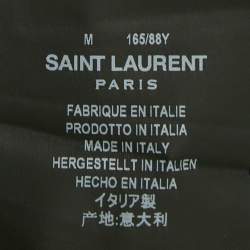 M 165/88Y
SAINT LAURENT
PARIS
FABRIQUE EN ITALIE
PRODOTTO IN ITALIA
MADE IN ITALY
HERGESTELLT IN ITALIEN
HECHO EN ITALIA
イタリア製
产地:意大利